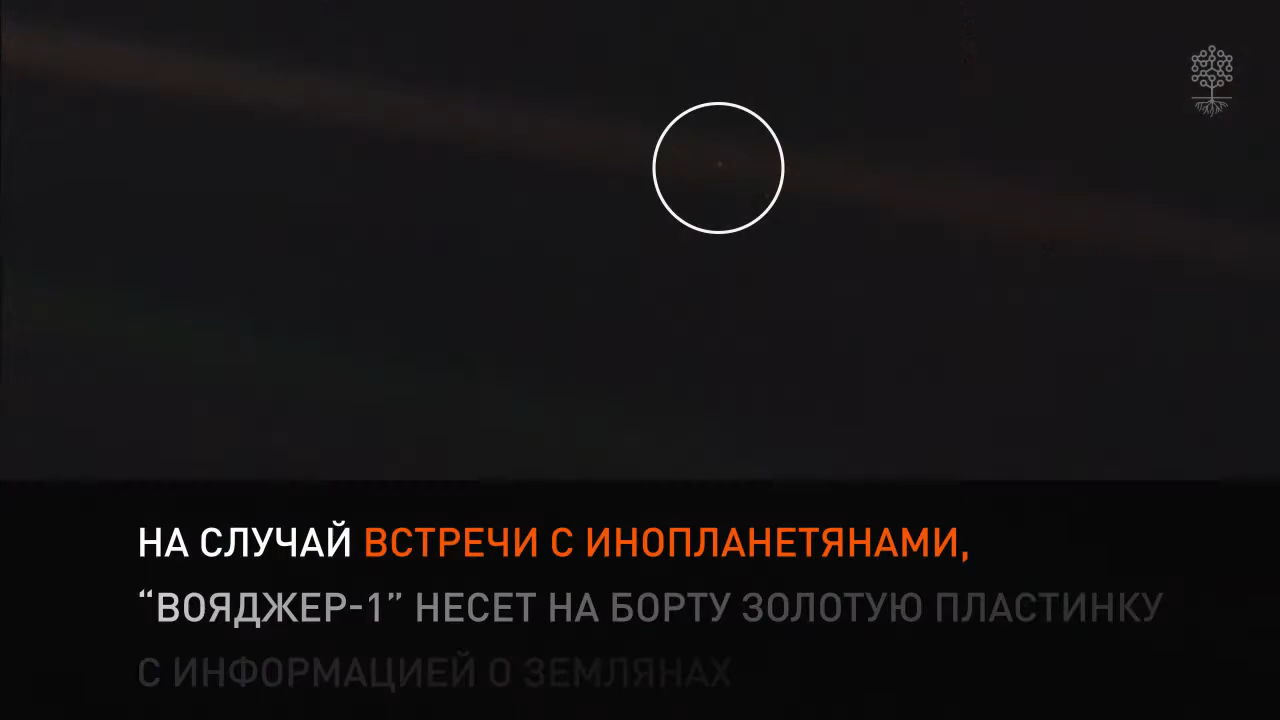 НА СЛУЧАЙ ВСТРЕЧИ С ИНОПЛАНЕТЯНАМИ,
“ВОЯДЖЕР-1” НЕСЕТ НА БОРТУ ЗОЛОТУЮ ПЛАСТИНКУ
С ИНФОРМАЦИЕЙ О ЗЕМЛЯНАХ